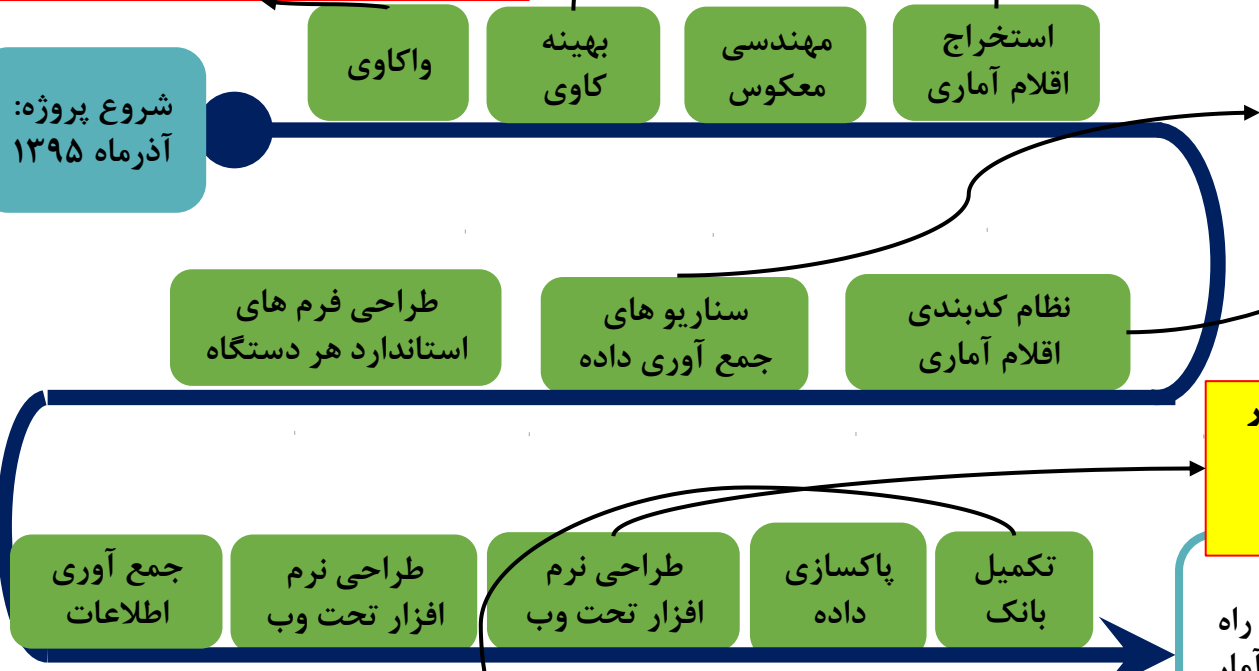 شروع پروژه:
آذرماه ۱۳۹۵
واکاوی
بهینه
کاوی
مهندسی
معکوس
استخراج
اقلام آماری
نظام کدبندی
اقلام آماری
سناریو های
جمع آوری داده
طراحی فرم های
استاندارد هر دستگاه
جمع آوری
اطلاعات
طراحی نرم
افزار تحت وب
طراحی نرم
افزار تحت وب
پاکسازی
داده
تکمیل
بانک
راه